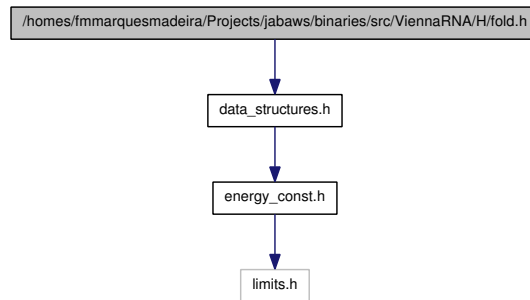 /homes/fmmarquesmadeira/Projects/jabaws/binaries/src/ViennaRNA/H/fold.h
data_structures.h
energy_const.h
limits.h